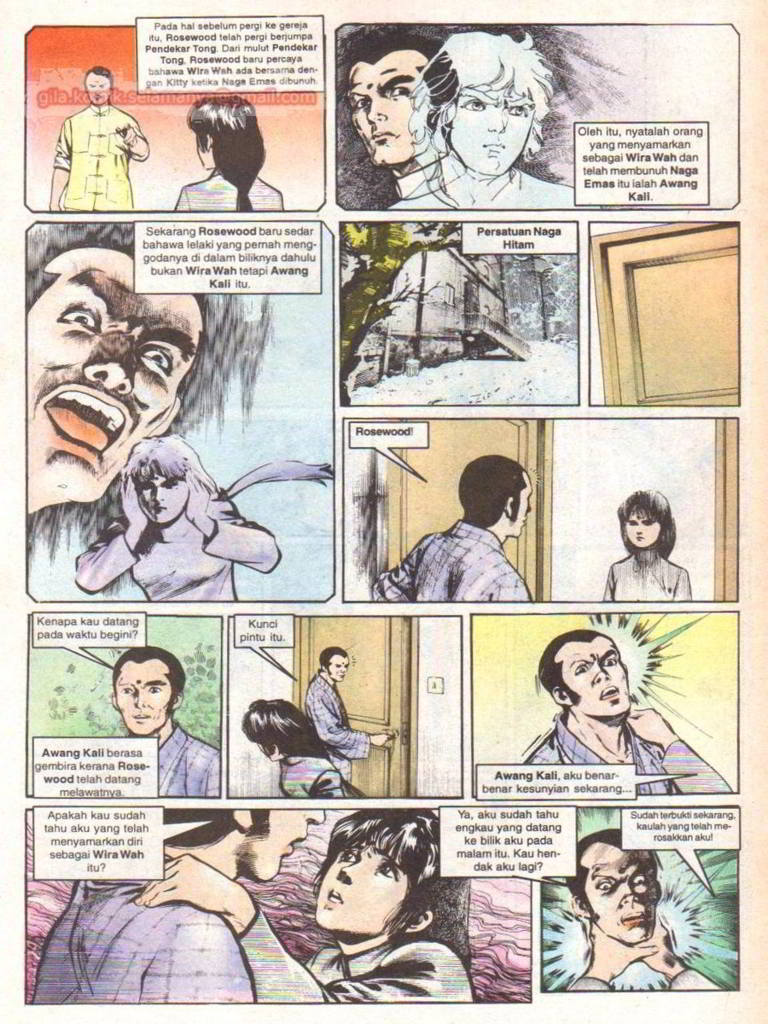 Pada hal sebelum pergi ke gereja
itu, Rosewood telah pergi berjumpa
Pendekar Tong. Dari mulut Pendekar
Tong, Rosewood baru percaya
bahawa Wira Wah ada bersama den-
gan Kitty ketika Naga Emas dibunuh.
gila.komik.selamanya@gmail.com
Oleh itu, nyatalah orang
yang menyamarkan
sebagai Wira Wah dan
telah membunuh Naga
Emas itu ialah Awang
Kali.
Sekarang Rosewood baru sedar
bahawa lelaki yang pernah meng-
godanya di dalam biliknya dahulu
bukan Wira Wah tetapi Awang
Kali itu.
Persatuan Naga
Hitam
Rosewood!
Kenapa kau datang
pada waktu begini?
Awang Kali berasa
gembira kerana Rose-
wood telah datang
melawatnya.
Kunci
pintu itu.
Awang Kali, aku benar-
benar kesunyian sekarang...
Apakah kau sudah
tahu aku yang telah
menyamarkan diri
sebagai Wira Wah
itu?
Ya, aku sudah tahu
engkau yang datang
ke bilik aku pada
malam itu. Kau hen-
dak aku lagi?
Sudah terbukti sekarang,
kaulah yang telah me-
rosakkan aku!